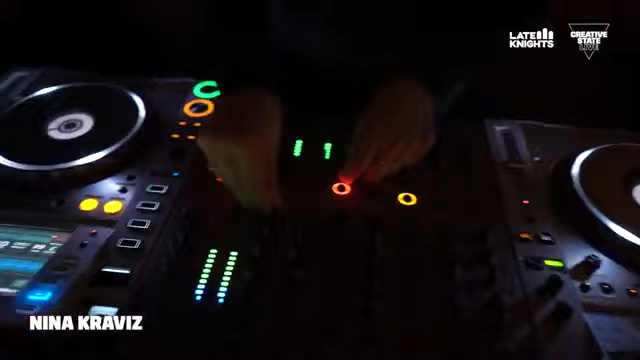 LATE
KNIGHTS
CREATIVE
STATE
LIVE
NINA KRAVIZ